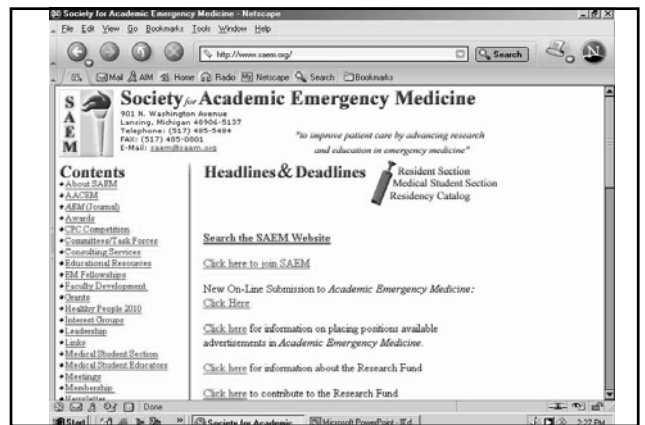 Society for Academic Emergency Medicine - Netscape
File Edit View Go Bookmarks Tools Window Help
http://www.saem.org/
Search
Mail AIM Home Radio Netscape Search Bookmarks
SAEM
Society for Academic Emergency Medicine
901 N. Washington Avenue
Lansing, Michigan 48906-5137
Telephone: (517) 485-5484
FAX: (517) 485-0801
E-Mail: saem@saem.org
"to improve patient care by advancing research
and education in emergency medicine"
Contents
About SAEM
AACEM
AEM (Journal)
Awards
CPC Competition
Committees/Task Forces
Consulting Services
Educational Resources
EM Fellowships
Faculty Development
Grants
Healthy People 2010
Interest Groups
Leadership
Links
Medical Student Section
Medical Student Educators
Meetings
Membership
Newsletter
Headlines & Deadlines
Resident Section
Medical Student Section
Residency Catalog
Search the SAEM Website
Click here to join SAEM
New On-Line Submission to Academic Emergency Medicine:
Click Here
Click here for information on placing positions available
advertisements in Academic Emergency Medicine.
Click here for information about the Research Fund
Click here to contribute to the Research Fund
Done
Start
Society for Academic
Microsoft PowerPoint
2:27 PM